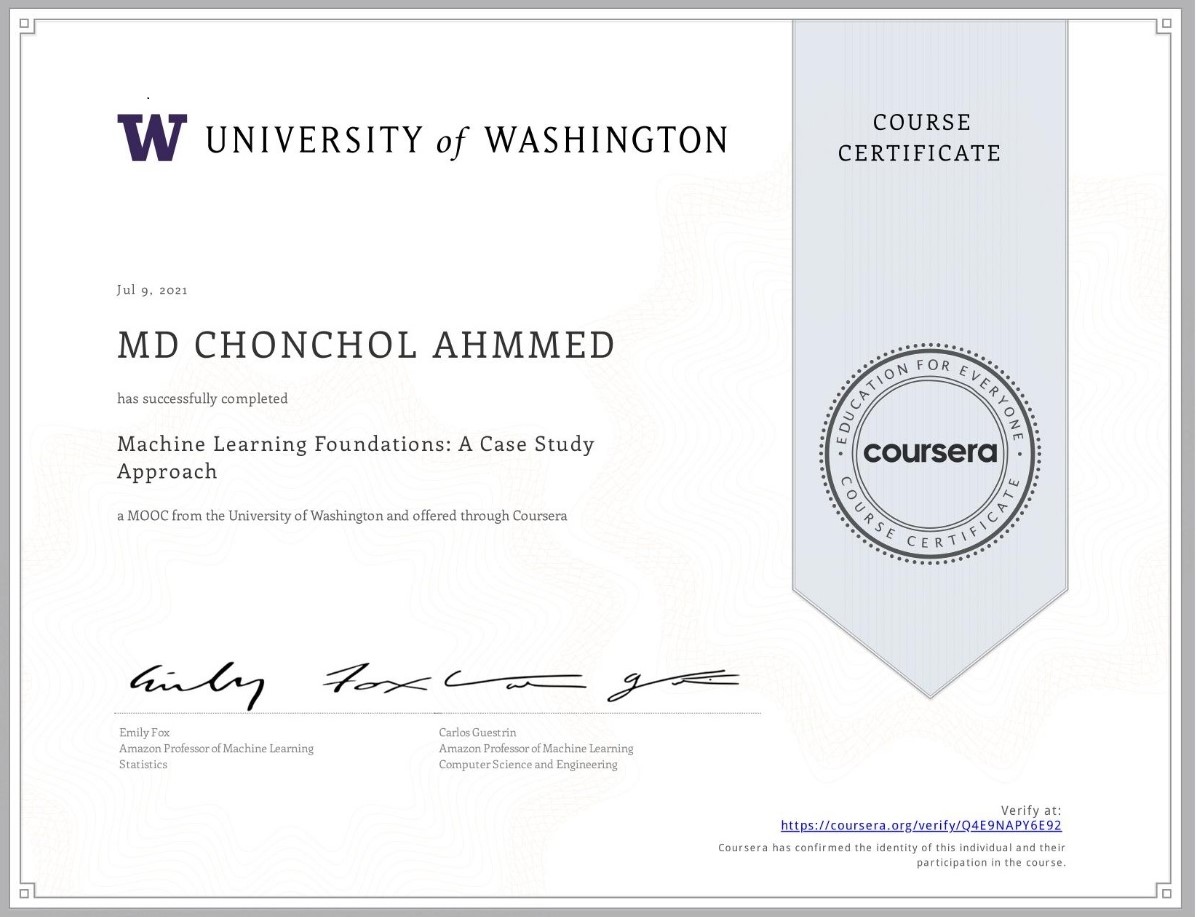 W UNIVERSITY of WASHINGTON
COURSE
CERTIFICATE
Jul 9, 2021
MD CHONCHOL AHMMED
has successfully completed
Machine Learning Foundations: A Case Study
Approach
a MOOC from the University of Washington and offered through Coursera
EDUCATION FOR EVERYONE
coursera
COURSE CERTIFICATE
Emily Fox
Emily Fox
Amazon Professor of Machine Learning
Statistics
Carlos Guestrin
Amazon Professor of Machine Learning
Computer Science and Engineering
Verify at:
https://coursera.org/verify/Q4E9NAPY6E92
Coursera has confirmed the identity of this individual and their
participation in the course.